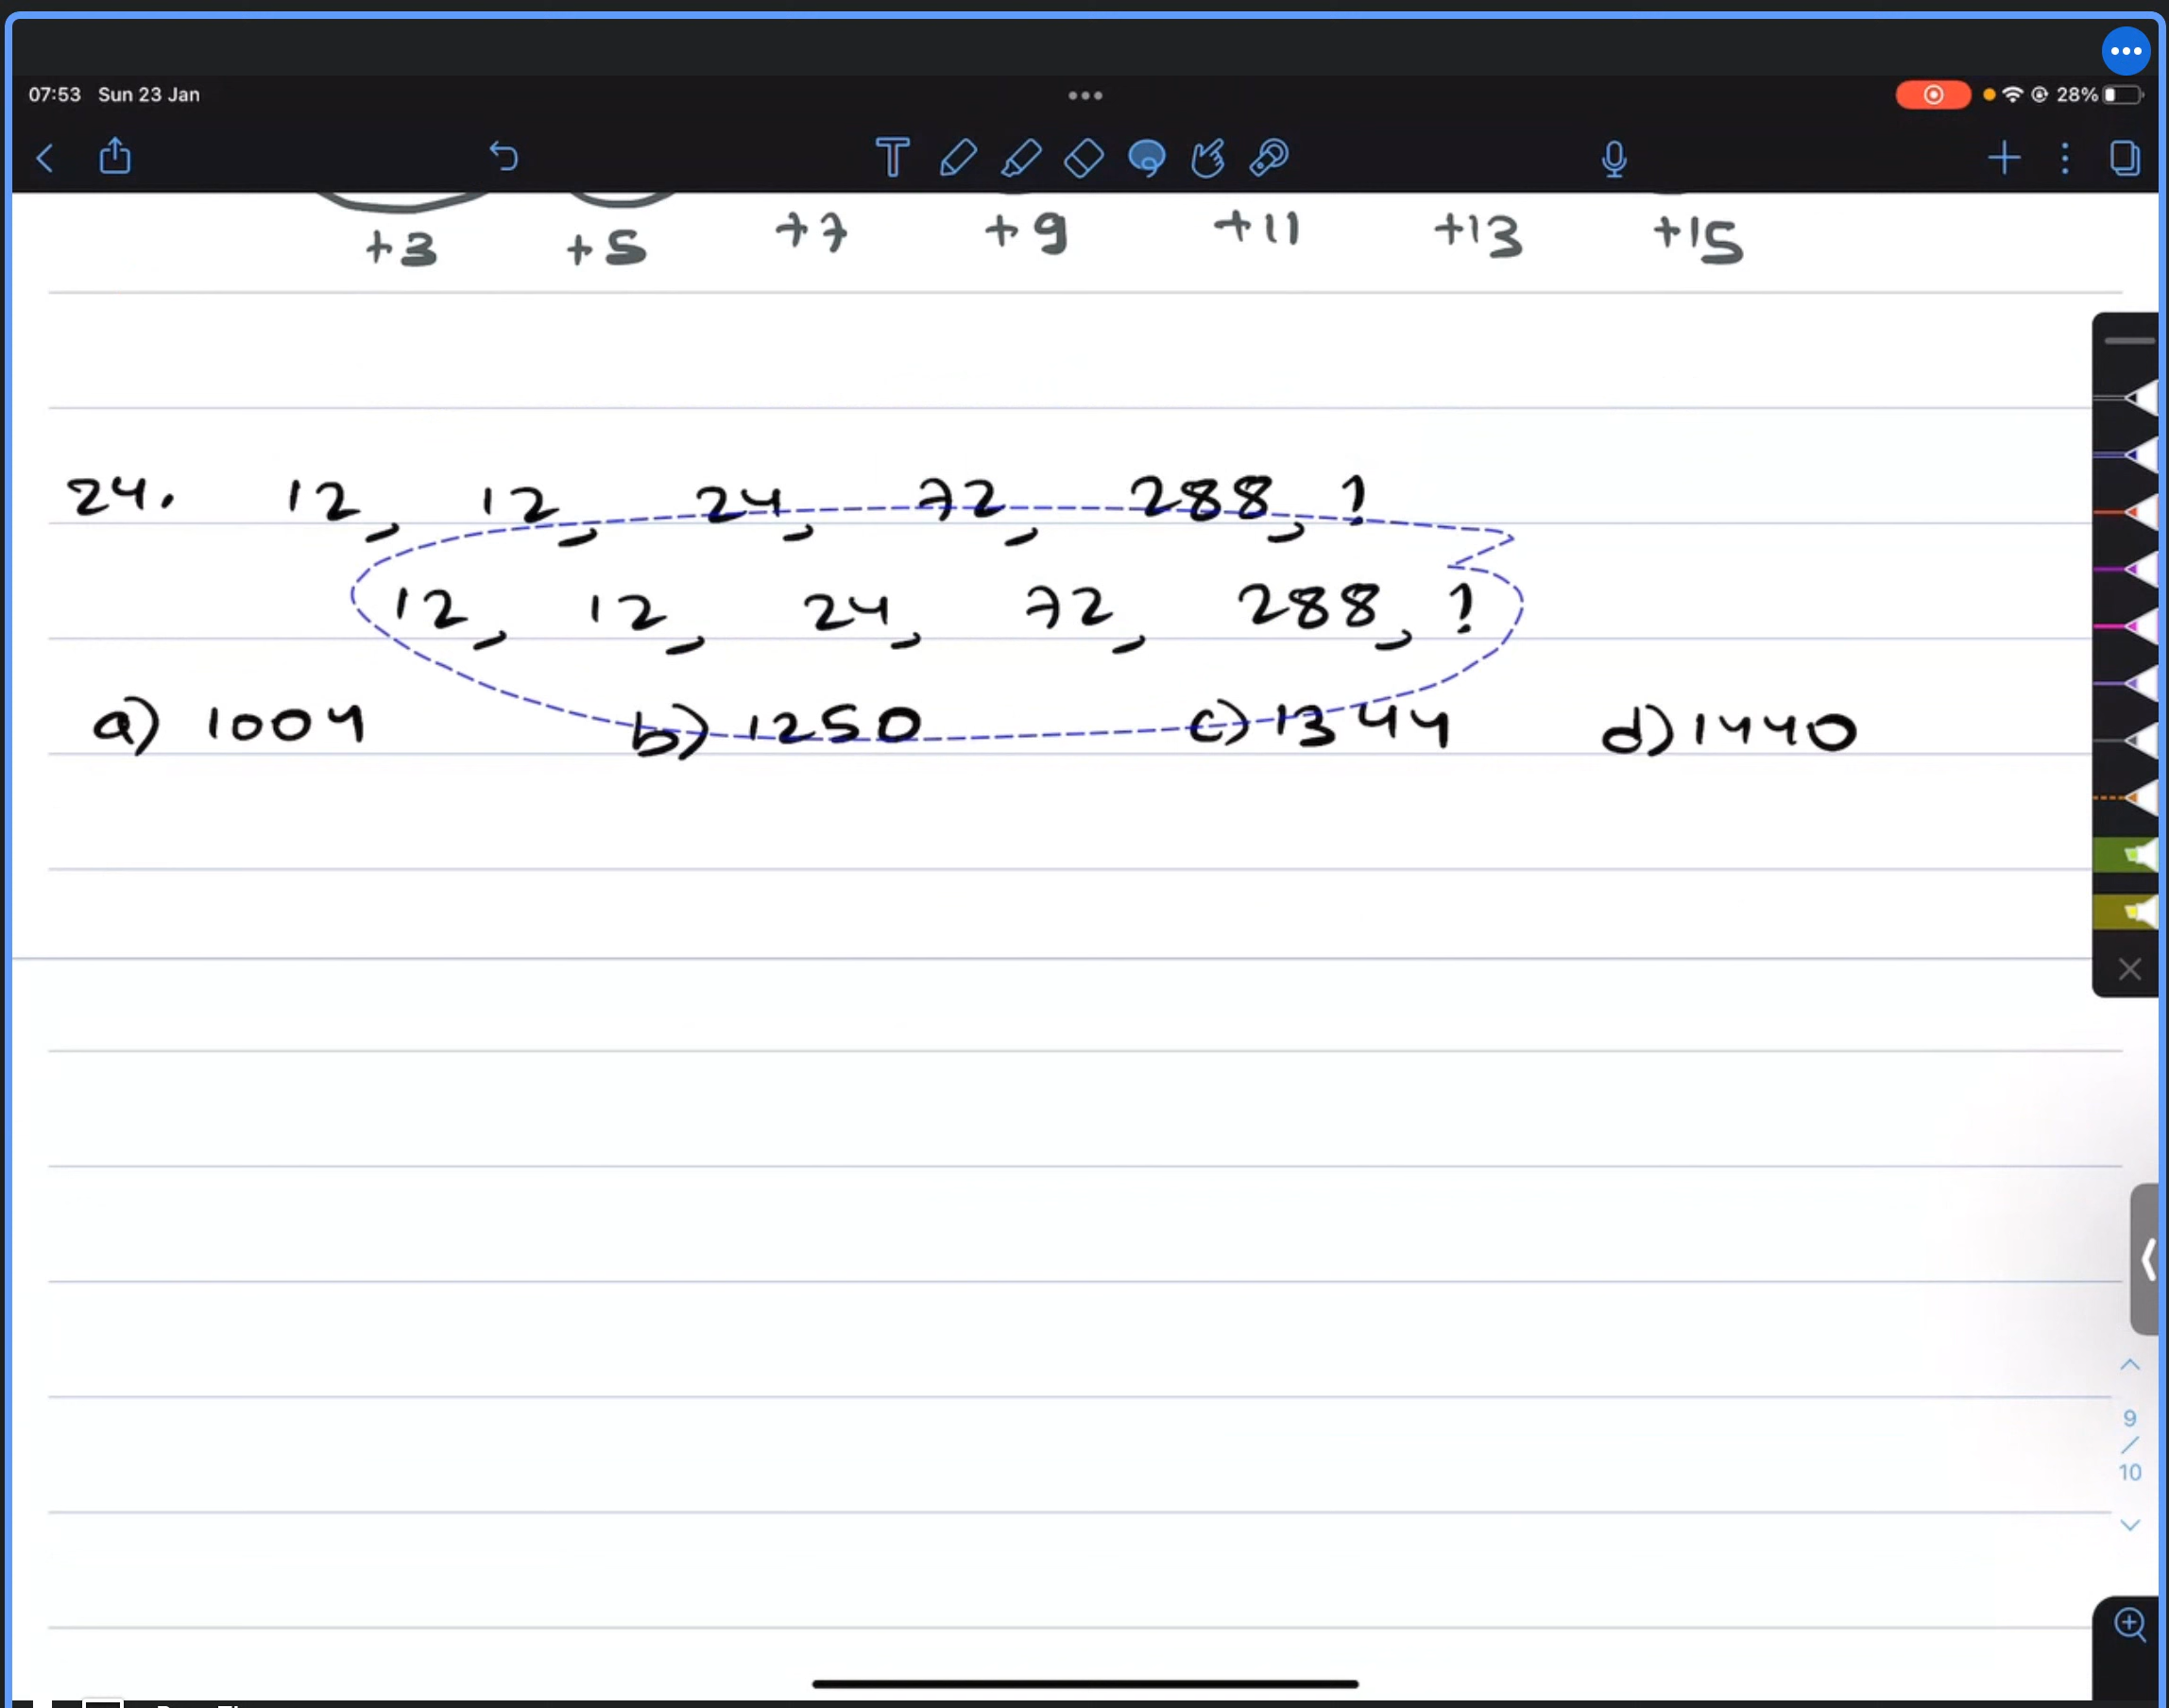 07:53 Sun 23 Jan
28%
T
+3 +5 +7 +9 +11 +13 +15
24. 12, 12, 24, 72, 288, ?
12, 12, 24, 72, 288, ?
a) 1004 b) 1250 c) 1344 d) 1440
9
/
10